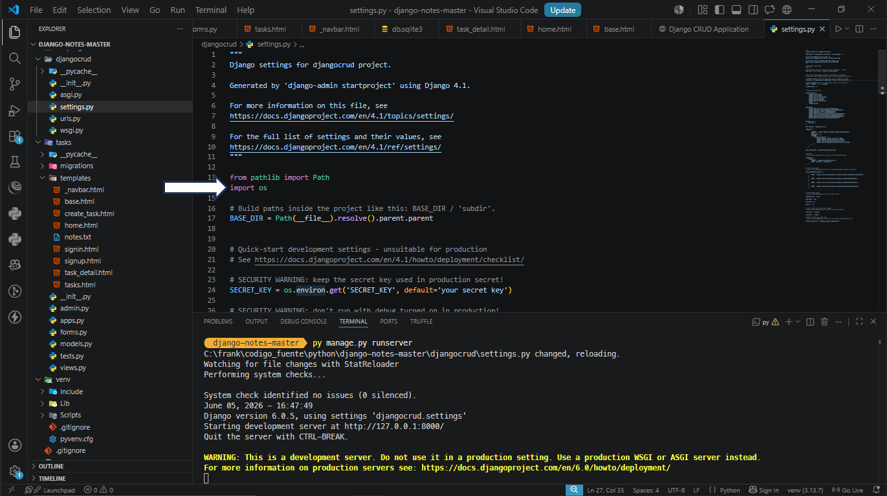 File Edit Selection View Go Run Terminal Help
settings.py - django-notes-master - Visual Studio Code
Update
EXPLORER
DJANGO-NOTES-MASTER
djangocrud
__pycache__
__init__.py
asgi.py
settings.py
urls.py
wsgi.py
tasks
__pycache__
migrations
templates
_navbar.html
base.html
create_task.html
home.html
notes.txt
signin.html
signup.html
task_detail.html
tasks.html
__init__.py
admin.py
apps.py
forms.py
models.py
tests.py
views.py
venv
Include
Lib
Scripts
.gitignore
pyvenv.cfg
.gitignore
OUTLINE
TIMELINE
orms.py tasks.html _navbar.html db.sqlite3 task_detail.html home.html base.html Django CRUD Application settings.py
djangocrud > settings.py > ...
1 """
2 Django settings for djangocrud project.
3
4 Generated by 'django-admin startproject' using Django 4.1.
5
6 For more information on this file, see
7 https://docs.djangoproject.com/en/4.1/topics/settings/
8
9 For the full list of settings and their values, see
10 https://docs.djangoproject.com/en/4.1/ref/settings/
11 """
12
13 from pathlib import Path
import os
15
16 # Build paths inside the project like this: BASE_DIR / 'subdir'.
17 BASE_DIR = Path(__file__).resolve().parent.parent
18
19
20 # Quick-start development settings - unsuitable for production
21 # See https://docs.djangoproject.com/en/4.1/howto/deployment/checklist/
22
23 # SECURITY WARNING: keep the secret key used in production secret!
24 SECRET_KEY = os.environ.get('SECRET_KEY', default='your secret key')
25
26 # SECURITY WARNING: don't run with debug turned on in production!
PROBLEMS OUTPUT DEBUG CONSOLE TERMINAL PORTS TRUFFLE
py
django-notes-master py manage.py runserver
C:\frank\codigo_fuente\python\django-notes-master\djangocrud\settings.py changed, reloading.
Watching for file changes with StatReloader
Performing system checks...
System check identified no issues (0 silenced).
June 05, 2026 - 16:47:49
Django version 6.0.5, using settings 'djangocrud.settings'
Starting development server at http://127.0.0.1:8000/
Quit the server with CTRL-BREAK.
WARNING: This is a development server. Do not use it in a production setting. Use a production WSGI or ASGI server instead.
For more information on production servers see: https://docs.djangoproject.com/en/6.0/howto/deployment/
Launchpad 0 0
Ln 27, Col 35 Spaces: 4 UTF-8 LF { } Python Sign In venv (3.13.7) Go Live